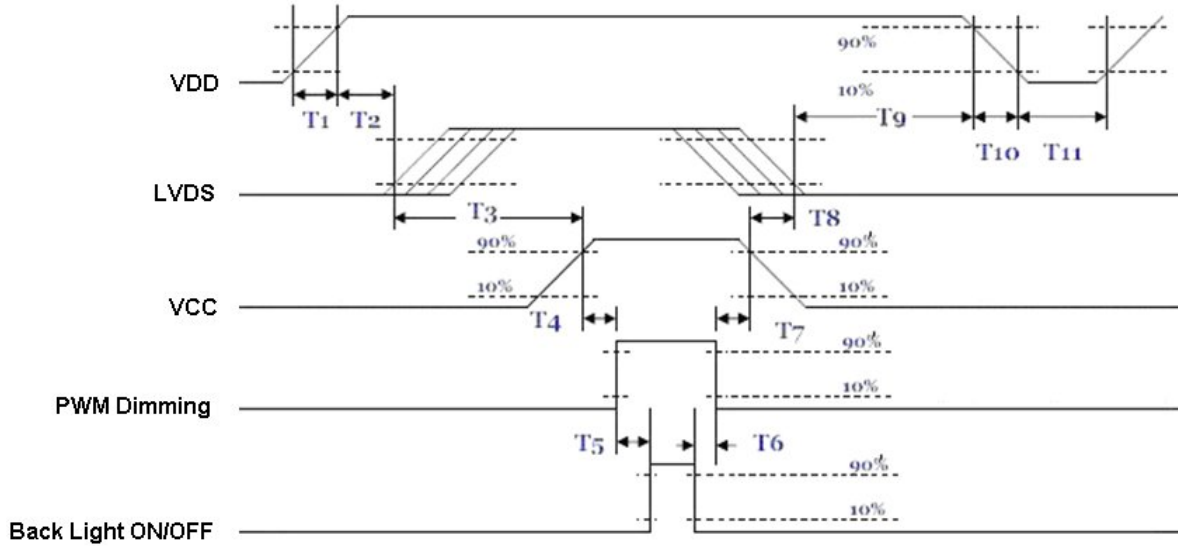 90%
VDD
10%
T1 T2
T9
T10 T11
LVDS
T3
T8
90%
90%
10%
10%
VCC
T4
T7
90%
PWM Dimming
10%
T5
T6
90%
10%
Back Light ON/OFF